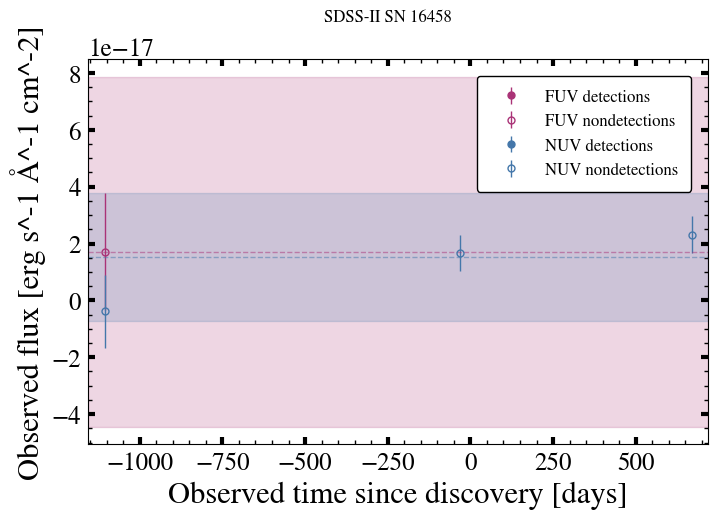 SDSS-II SN 16458
1e−17
Observed flux [erg s^-1 Å^-1 cm^-2]
8
6
4
2
0
−2
−4
FUV detections
FUV nondetections
NUV detections
NUV nondetections
−1000 −750 −500 −250 0 250 500
Observed time since discovery [days]